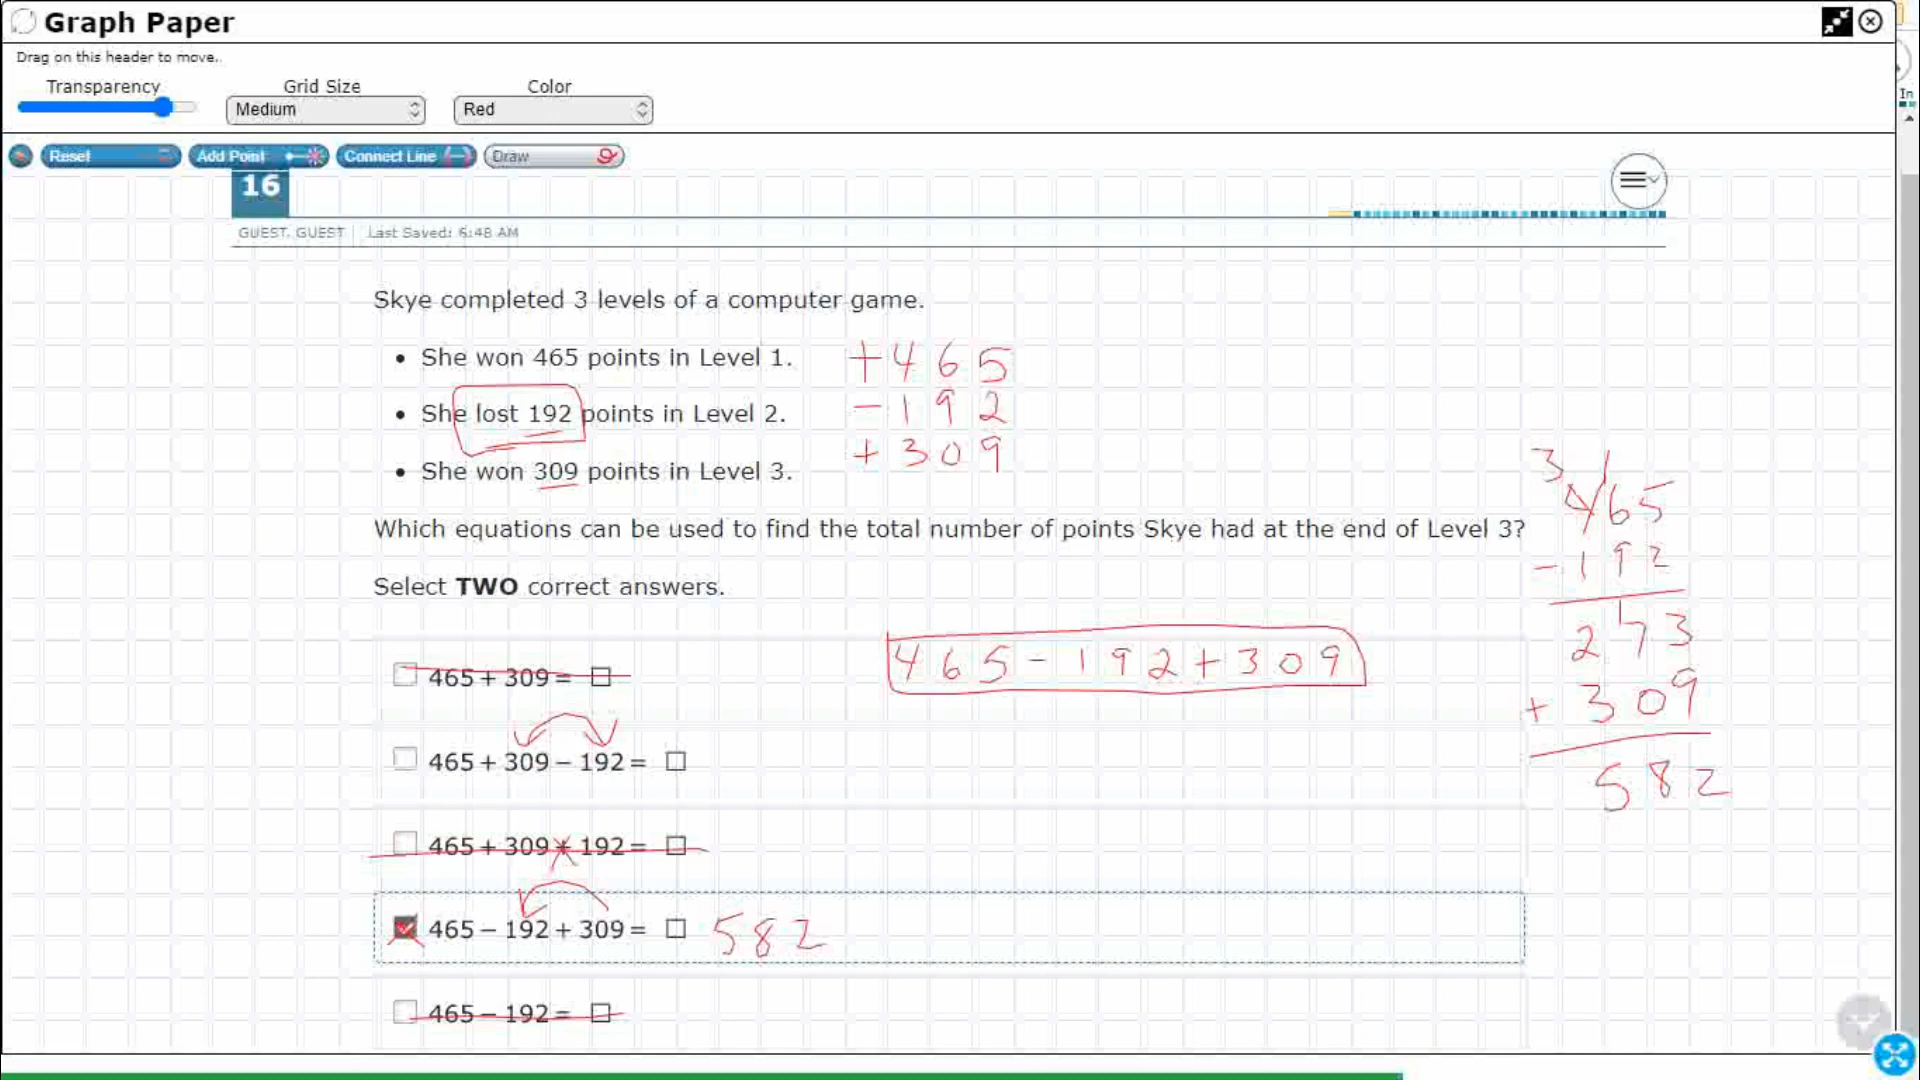 Graph Paper
Drag on this header to move..
Transparency
Grid Size
Color
Medium
Red
Reset
Add Point
Connect Line
Draw
In
16
GUEST, GUEST
Last Saved: 6:48 AM
Skye completed 3 levels of a computer game.
• She won 465 points in Level 1.
+465
• She lost 192 points in Level 2.
-192
• She won 309 points in Level 3.
+309
Which equations can be used to find the total number of points Skye had at the end of Level 3?
Select TWO correct answers.
465 + 309 = □
465 + 309 − 192 = □
465 + 309 + 192 = □
465 − 192 + 309 = □ 582
465 − 192 = □
465-192+309
3 1
465
-192
1
273
+309
582